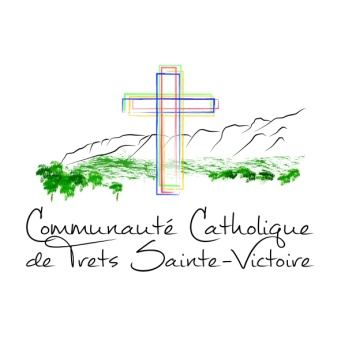 Communauté Catholique
de Trets Sainte-Victoire